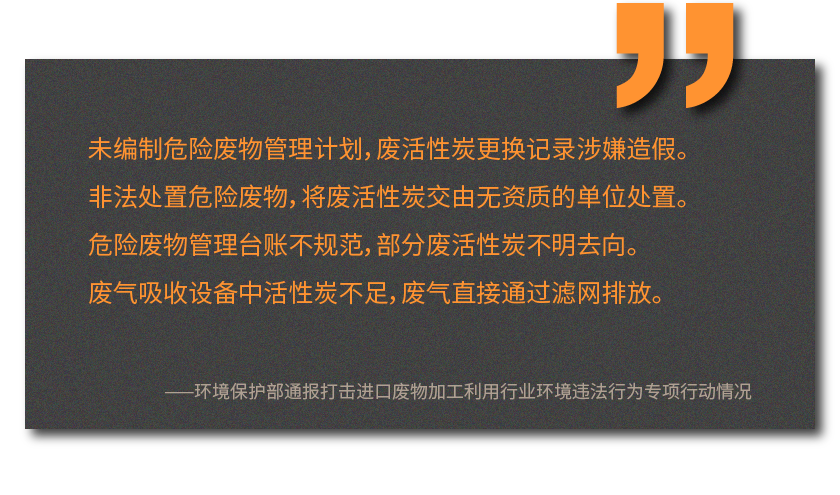 未编制危险废物管理计划，废活性炭更换记录涉嫌造假。
非法处置危险废物，将废活性炭交由无资质的单位处置。
危险废物管理台账不规范，部分废活性炭不明去向。
废气吸收设备中活性炭不足，废气直接通过滤网排放。
——环境保护部通报打击进口废物加工利用行业环境违法行为专项行动情况